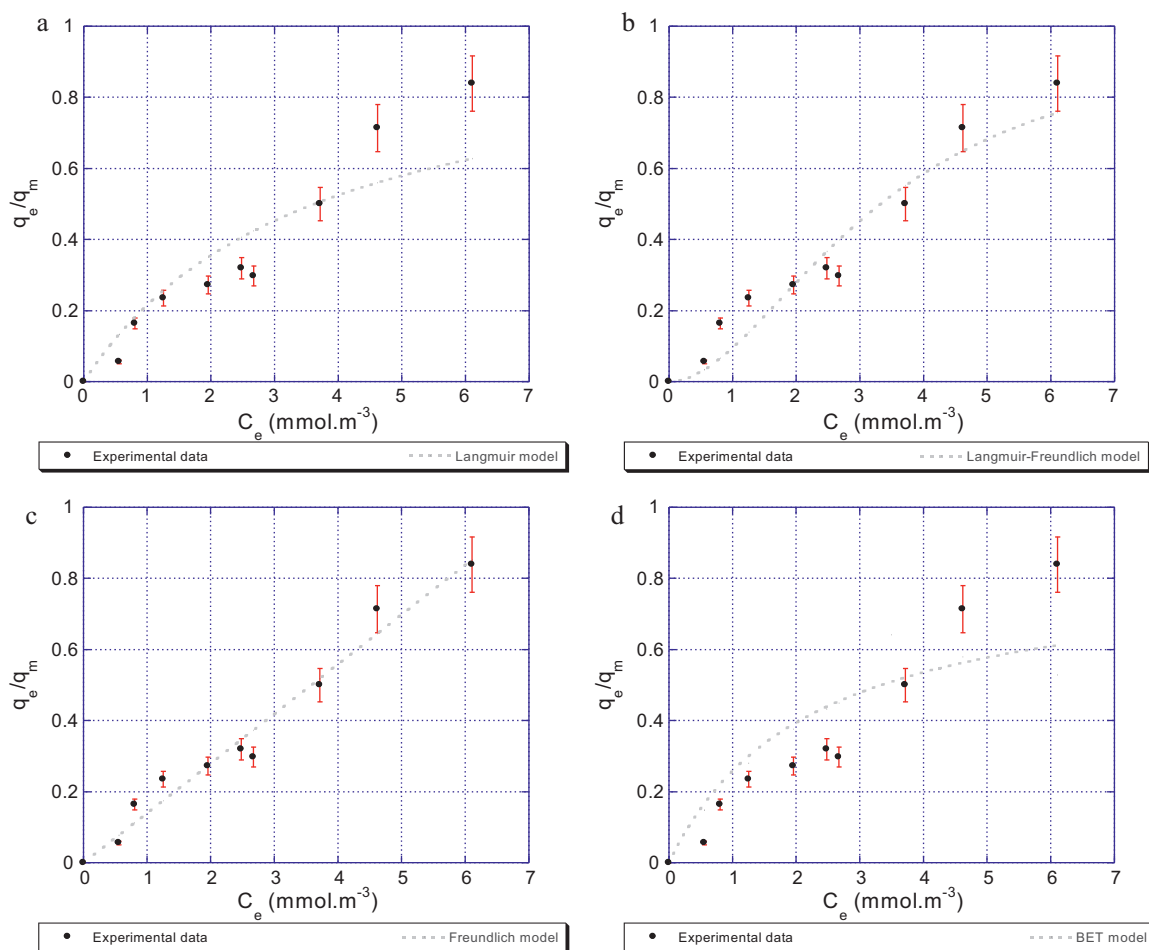 a
1
0.8
0.6
0.4
0.2
0
q_e/q_m
0 1 2 3 4 5 6 7
C_e (mmol.m^-3)
Experimental data Langmuir model
b
1
0.8
0.6
0.4
0.2
0
q_e/q_m
0 1 2 3 4 5 6 7
C_e (mmol.m^-3)
Experimental data Langmuir-Freundlich model
c
1
0.8
0.6
0.4
0.2
0
q_e/q_m
0 1 2 3 4 5 6 7
C_e (mmol.m^-3)
Experimental data Freundlich model
d
1
0.8
0.6
0.4
0.2
0
q_e/q_m
0 1 2 3 4 5 6 7
C_e (mmol.m^-3)
Experimental data BET model